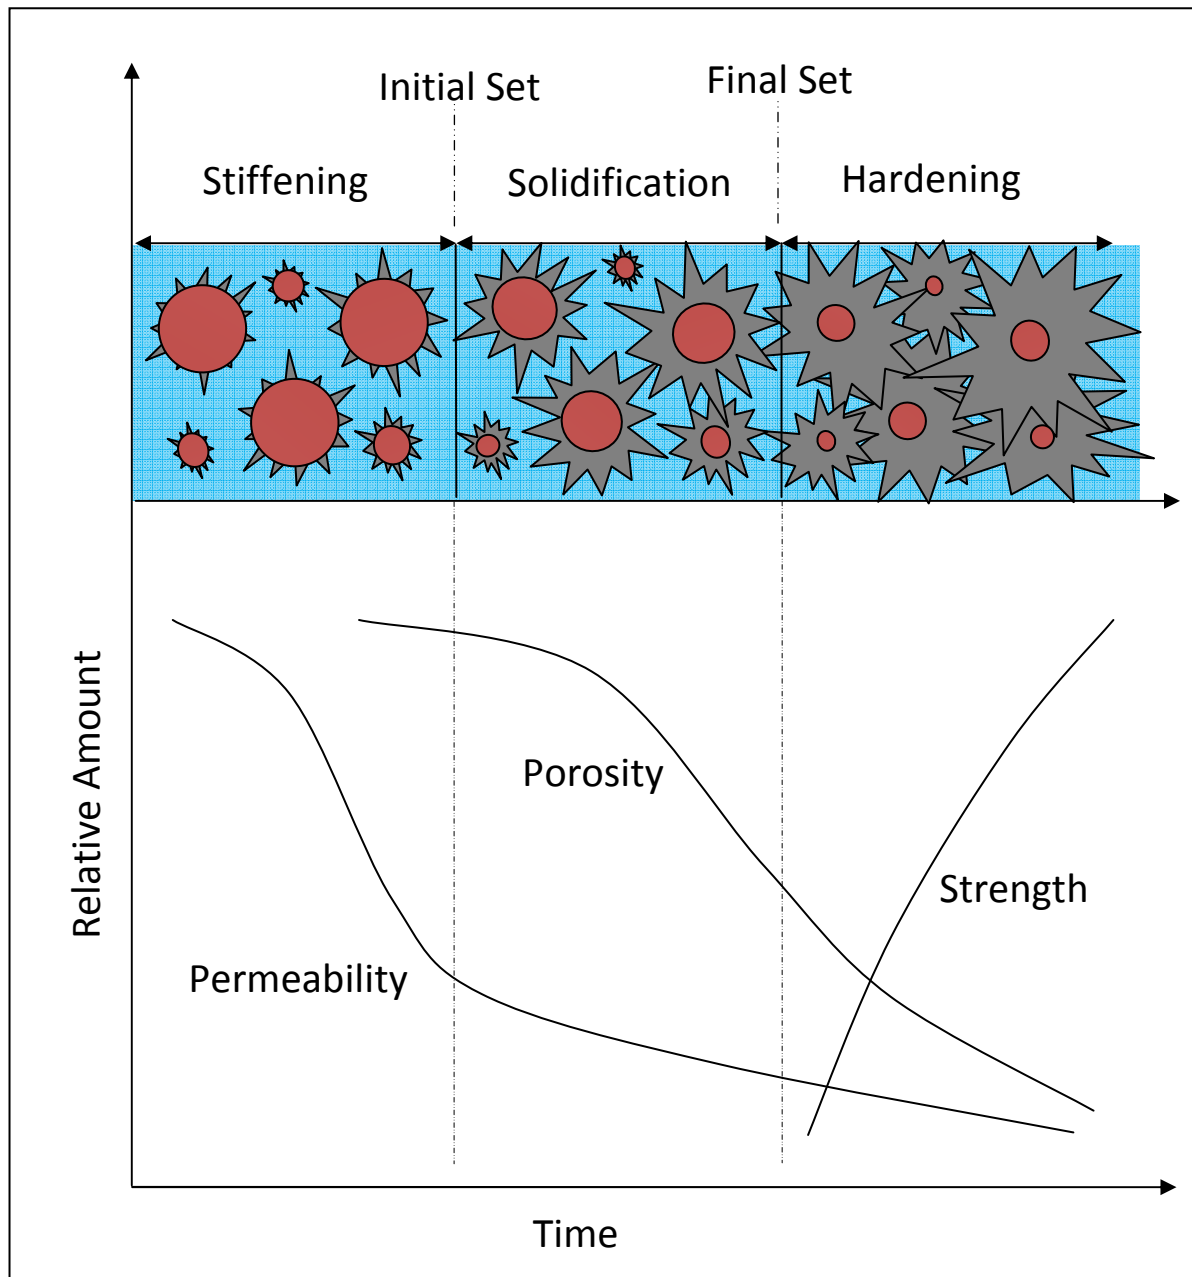 Initial Set
Final Set
Stiffening
Solidification
Hardening
Relative Amount
Porosity
Strength
Permeability
Time